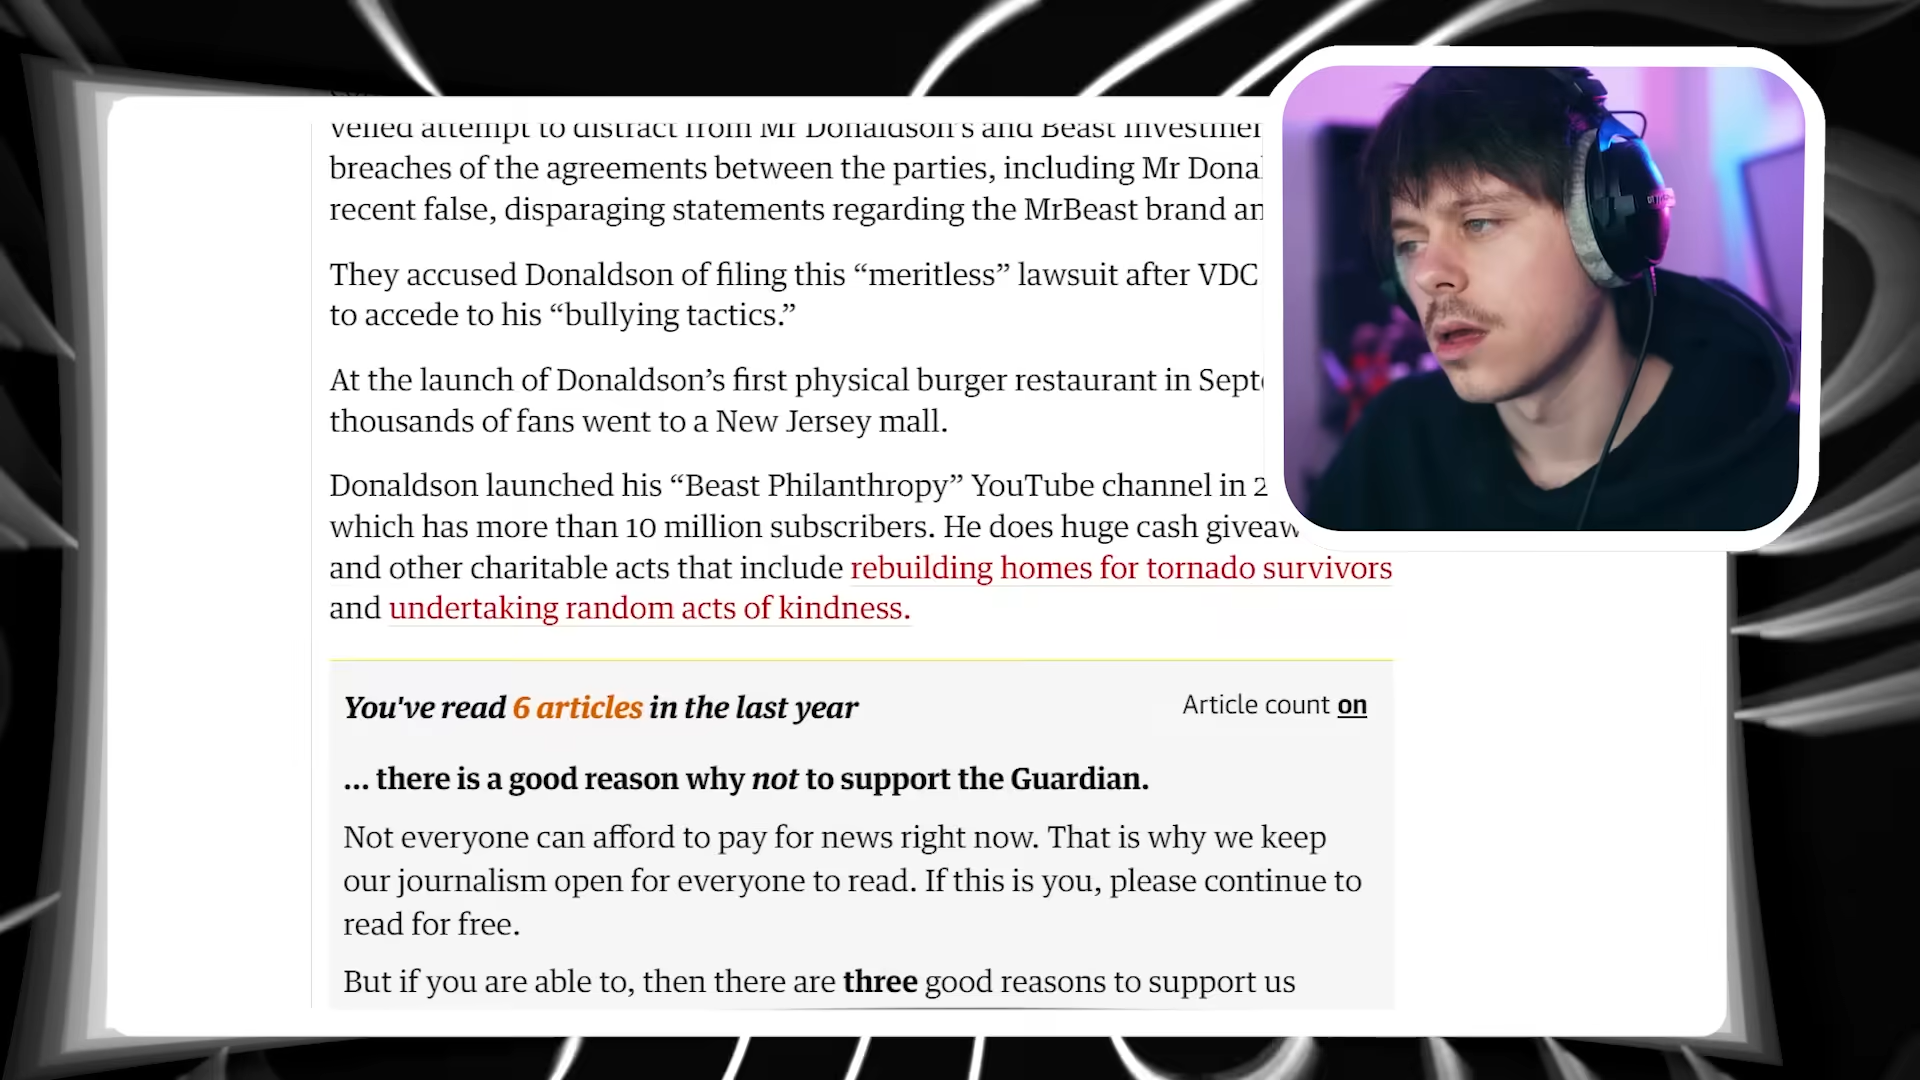 veiled attempt to distract from Mr Donaldson's and Beast
breaches of the agreements between the parties, including Mr
recent false, disparaging statements regarding the MrBeast brand
They accused Donaldson of filing this “meritless” lawsuit after VDC
to accede to his “bullying tactics.”
At the launch of Donaldson’s first physical burger restaurant in
thousands of fans went to a New Jersey mall.
Donaldson launched his “Beast Philanthropy” YouTube channel in
which has more than 10 million subscribers. He does huge cash
and other charitable acts that include rebuilding homes for tornado survivors
and undertaking random acts of kindness.
You've read 6 articles in the last year
Article count on
... there is a good reason why not to support the Guardian.
Not everyone can afford to pay for news right now. That is why we keep
our journalism open for everyone to read. If this is you, please continue to
read for free.
But if you are able to, then there are three good reasons to support us